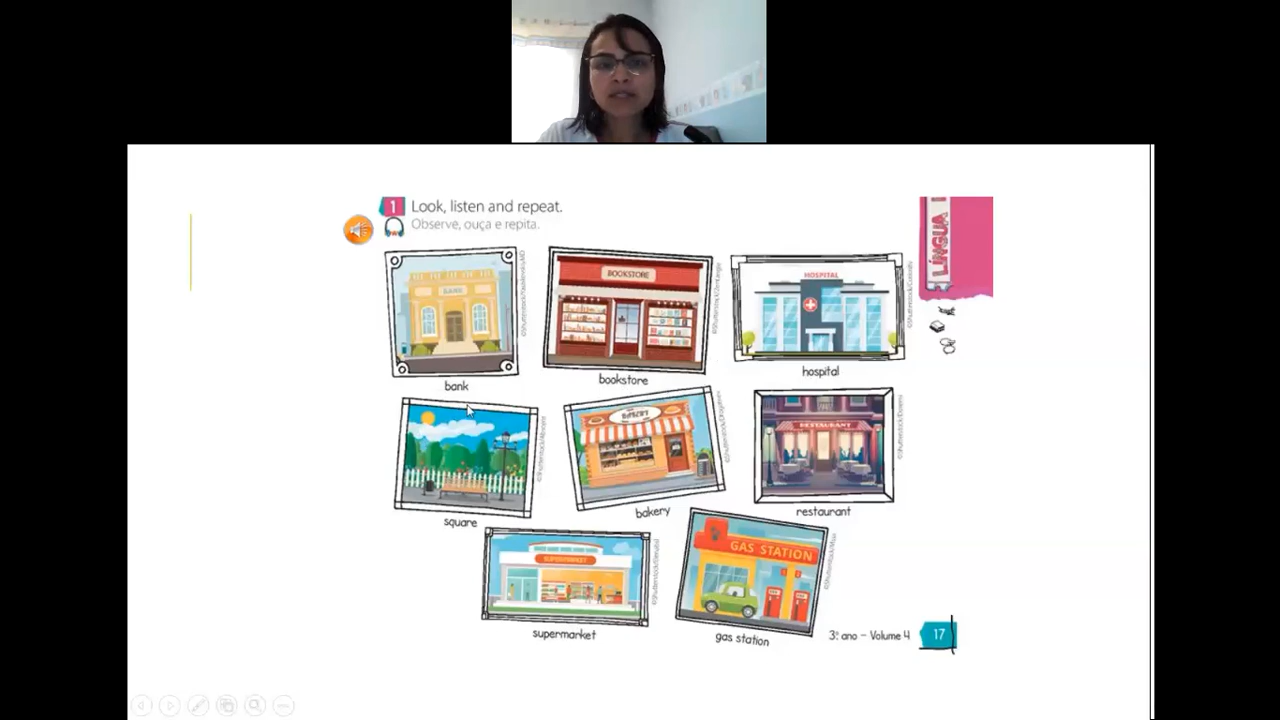 1 Look, listen and repeat.
Observe, ouça e repita.
LÍNGUA
BANK
BOOKSTORE
HOSPITAL
bank
bookstore
hospital
BAKERY
RESTAURANT
square
bakery
restaurant
SUPERMARKET
GAS STATION
supermarket
gas station
3º. ano – Volume 4
17